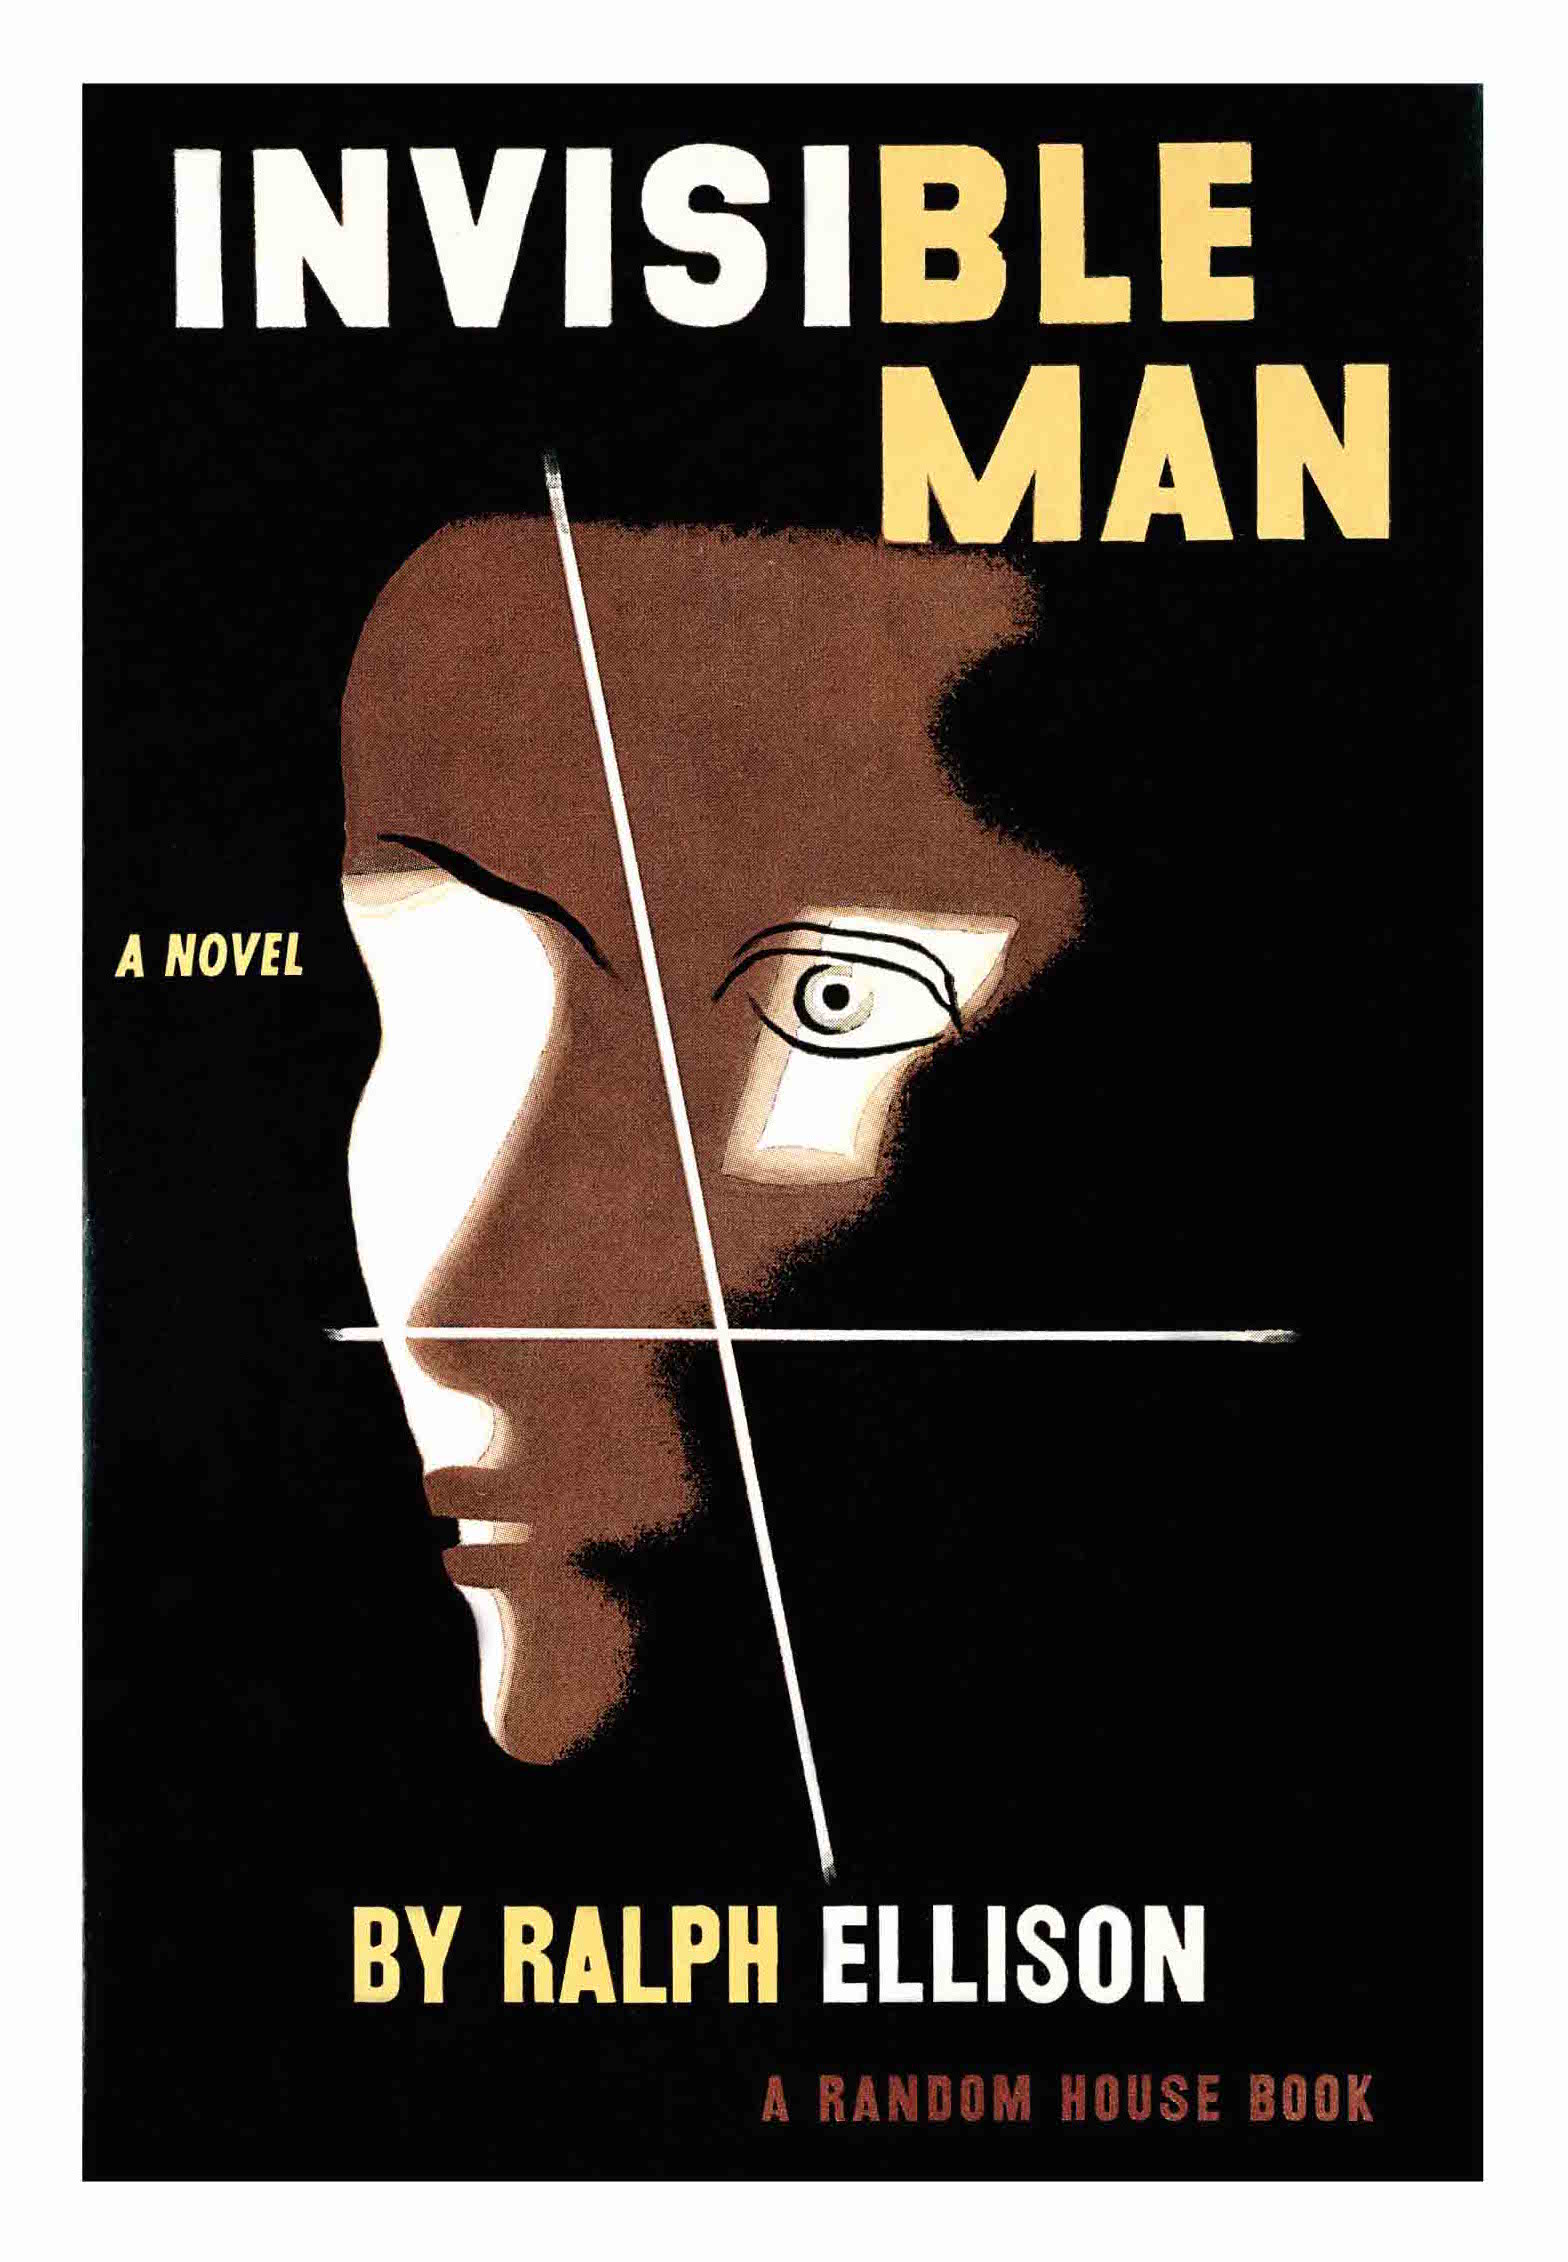 INVISIBLE
MAN
A NOVEL
BY RALPH ELLISON
A RANDOM HOUSE BOOK